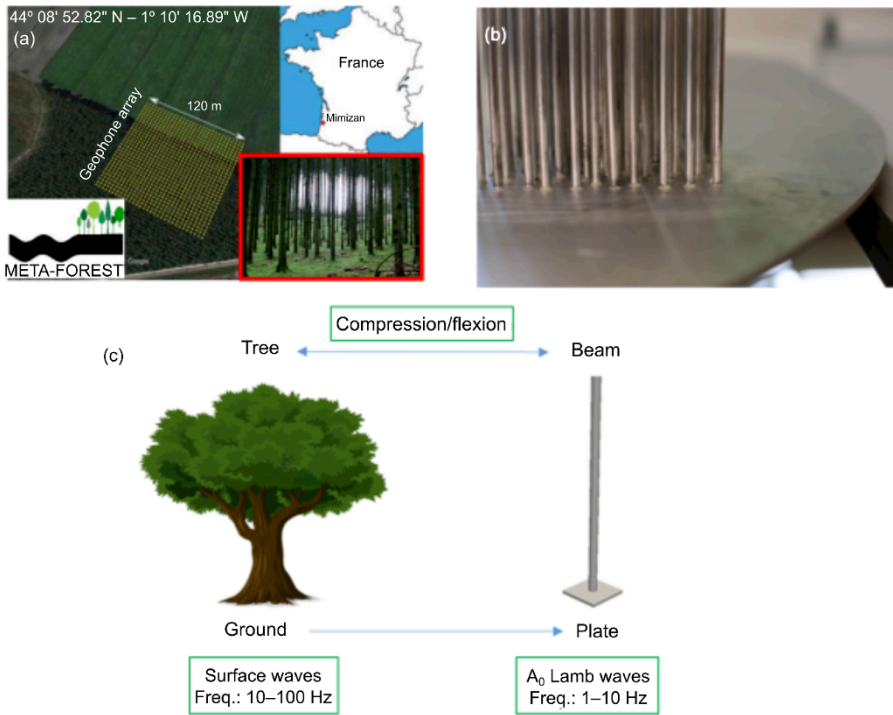 44º 08' 52.82" N – 1º 10' 16.89" W
(a)
120 m
Geophone array
France
Mimizan
META-FOREST
Google
(b)
Compression/flexion
(c)
Tree
Beam
Ground
Plate
Surface waves
Freq.: 10–100 Hz
A₀ Lamb waves
Freq.: 1–10 Hz